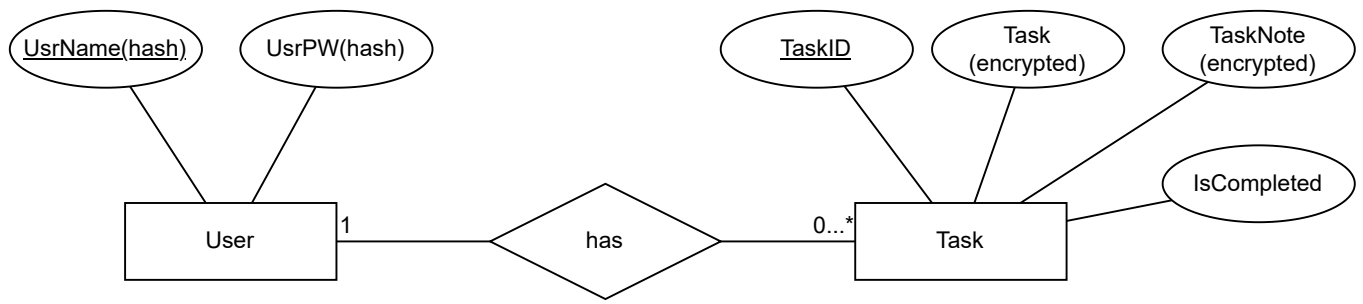 UsrName(hash)
UsrPW(hash)
TaskID
Task
(encrypted)
TaskNote
(encrypted)
IsCompleted
User
1
has
0...*
Task